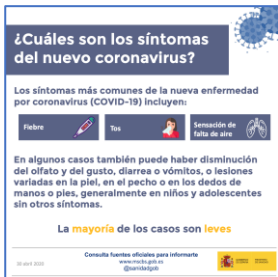 ¿Cuáles son los síntomas
del nuevo coronavirus?
Los síntomas más comunes de la nueva enfermedad
por coronavirus (COVID-19) incluyen:
Fiebre
Tos
Sensación de
falta de aire
En algunos casos también puede haber disminución
del olfato y del gusto, diarrea o vómitos, o lesiones
variadas en la piel, en el pecho o en los dedos de
manos o pies, generalmente en niños y adolescentes
sin otros síntomas.
La mayoría de los casos son leves
30 abril 2020
Consulta fuentes oficiales para informarte
www.mscbs.gob.es
@sanidadgob